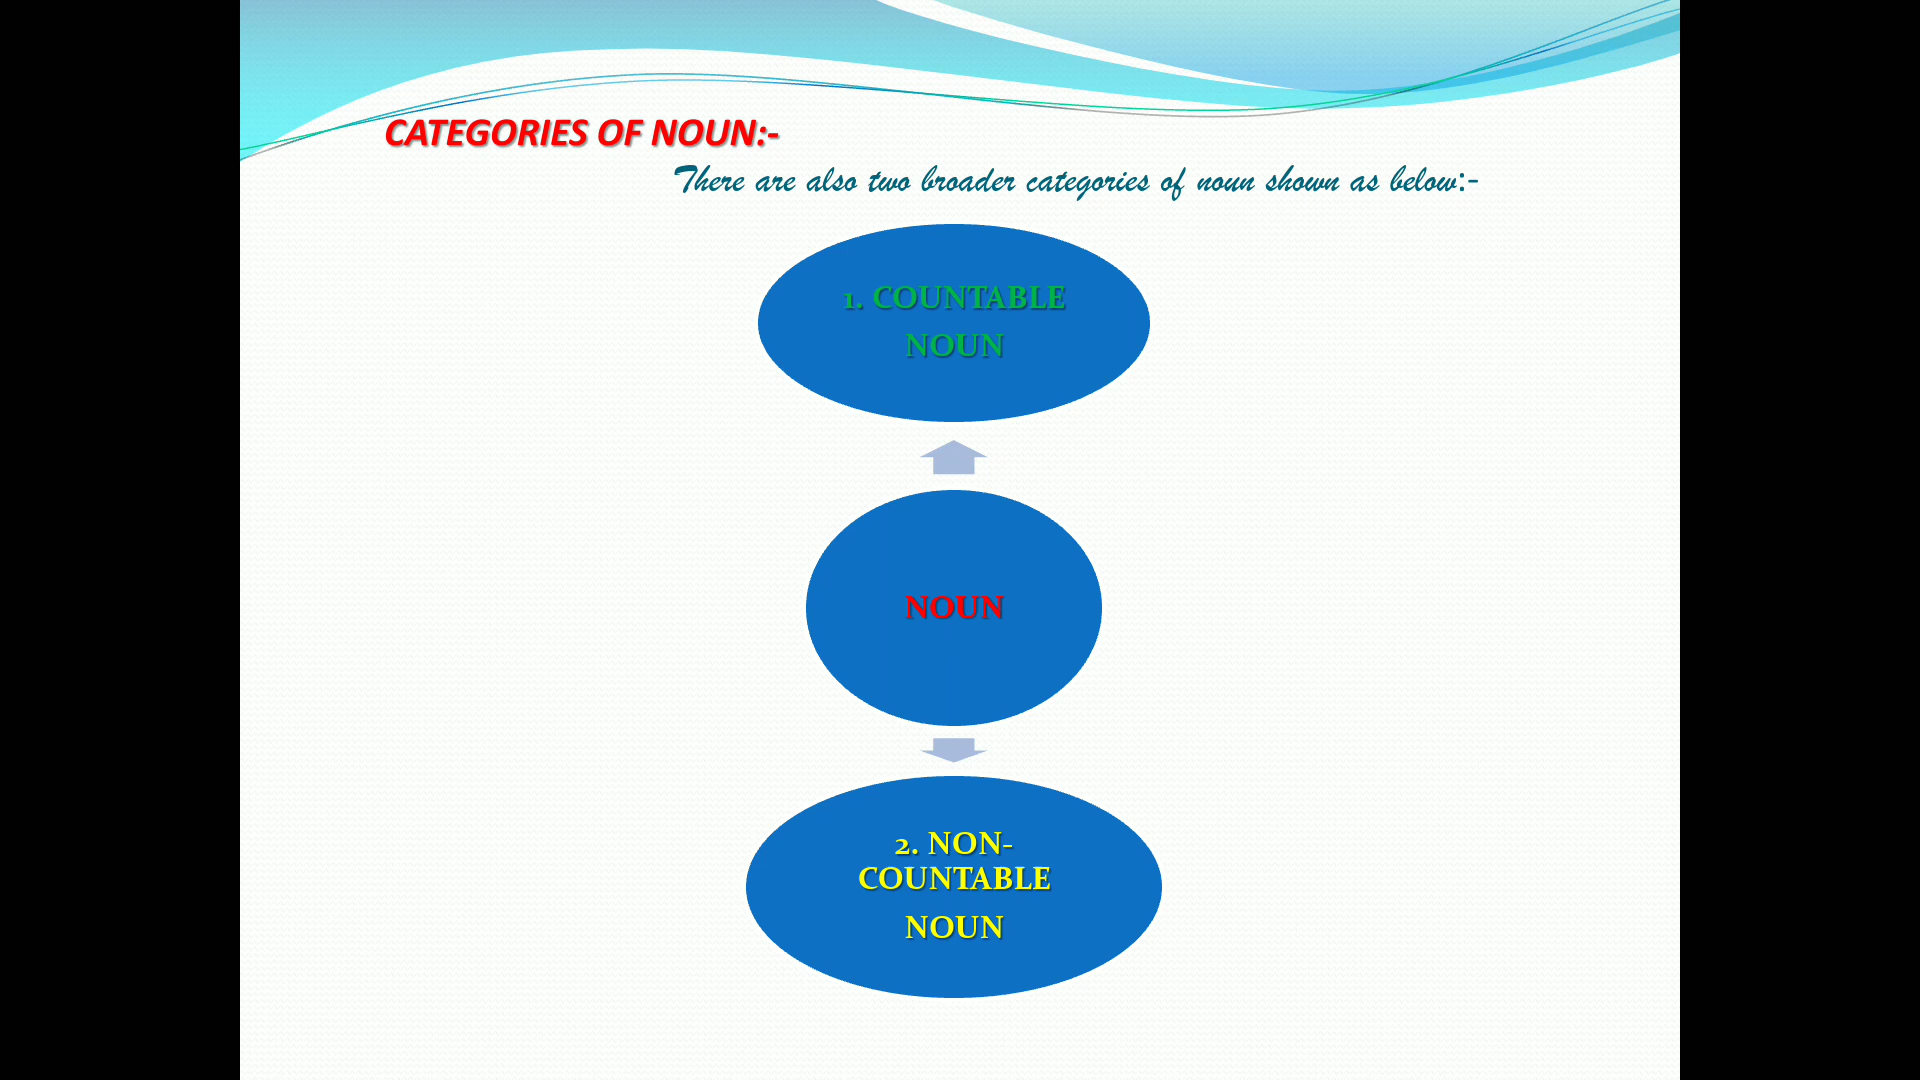 CATEGORIES OF NOUN:-
There are also two broader categories of noun shown as below:-
1. COUNTABLE
NOUN
NOUN
2. NON-
COUNTABLE
NOUN